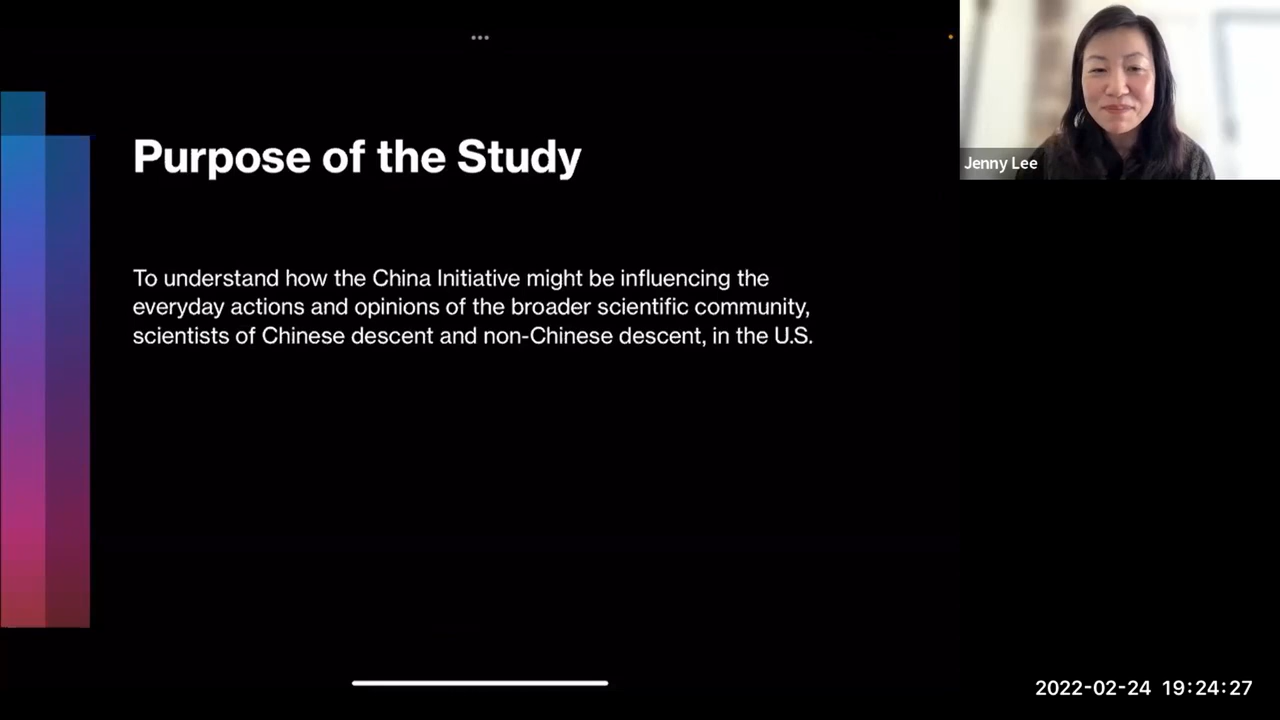 Purpose of the Study
To understand how the China Initiative might be influencing the
everyday actions and opinions of the broader scientific community,
scientists of Chinese descent and non-Chinese descent, in the U.S.
Jenny Lee
2022-02-24 19:24:27